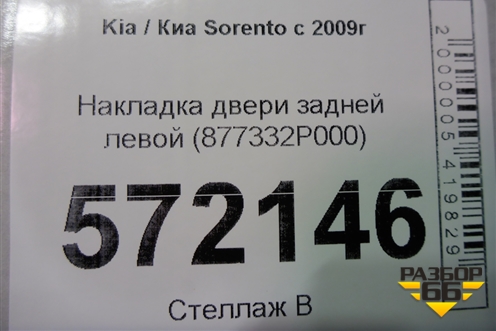 Kia / Киа Sorento с 2009г
Накладка двери задней
левой (877332P000)
572146
Стеллаж В
2000005419829
РАЗБОР
66